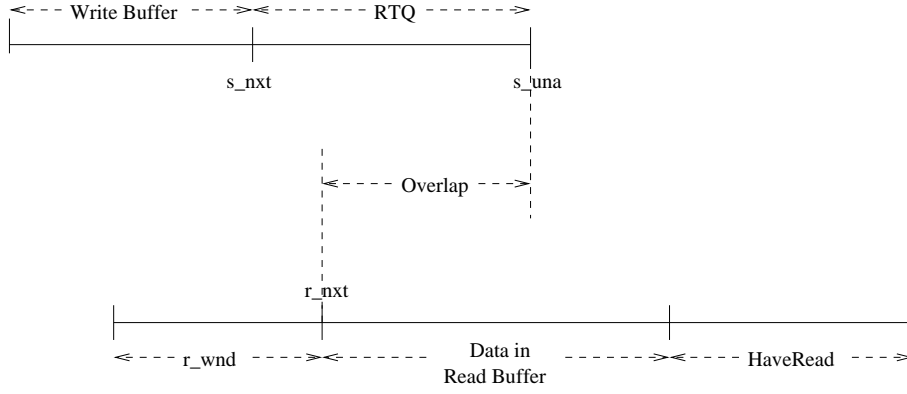 Write Buffer
RTQ
s_nxt
s_una
Overlap
r_nxt
r_wnd
Data in
Read Buffer
HaveRead